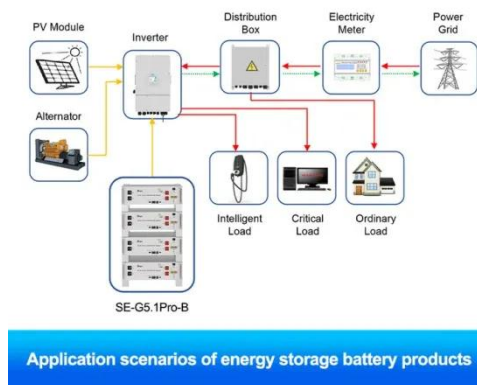 PV Module
Inverter
Distribution
Box
Electricity
Meter
Power
Grid
Alternator
Intelligent
Load
Critical
Load
Ordinary
Load
SE-G5.1Pro-B
Application scenarios of energy storage battery products